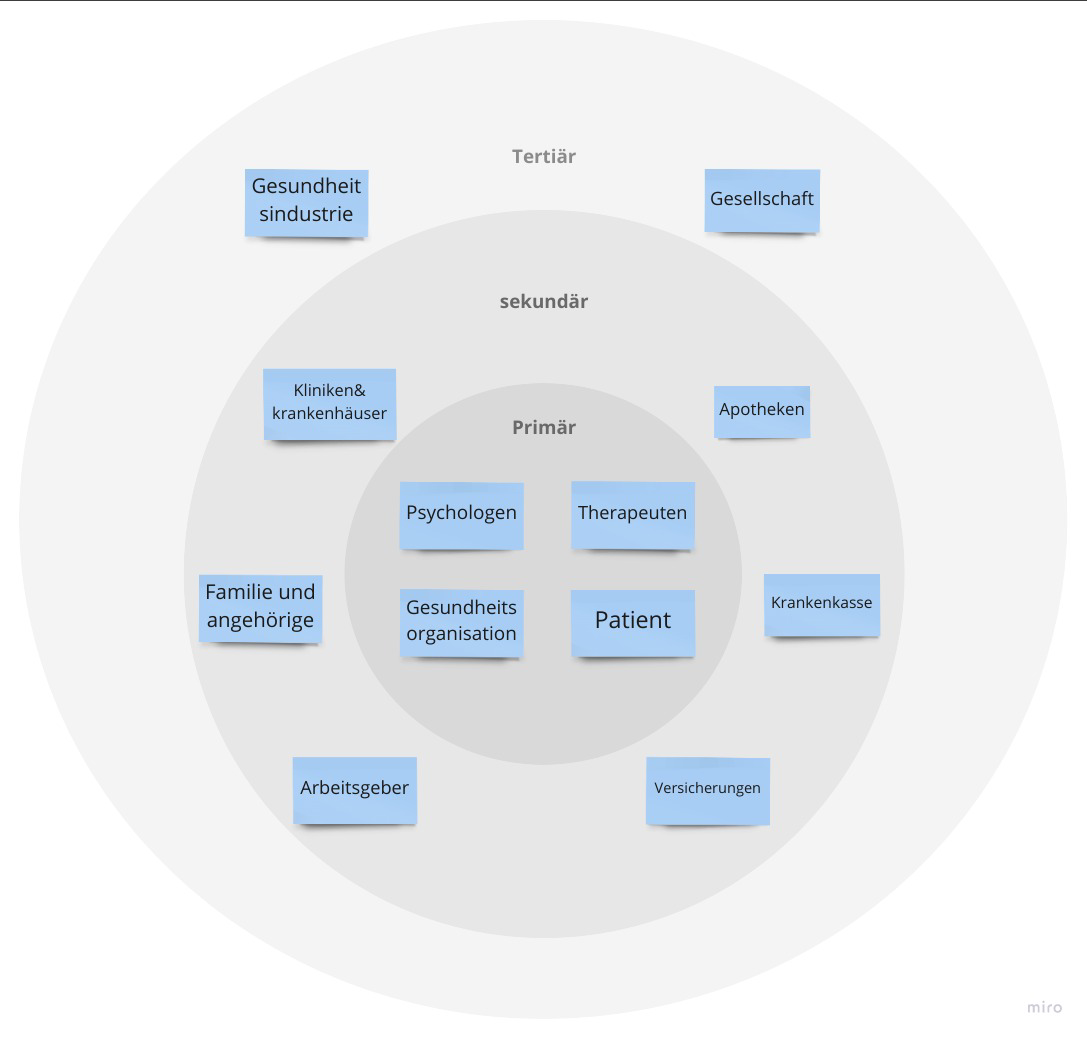 Tertiär
Gesundheit
sindustrie
Gesellschaft
sekundär
Kliniken&
krankenhäuser
Apotheken
Primär
Psychologen
Therapeuten
Familie und
angehörige
Gesundheits
organisation
Patient
Krankenkasse
Arbeitsgeber
Versicherungen
miro